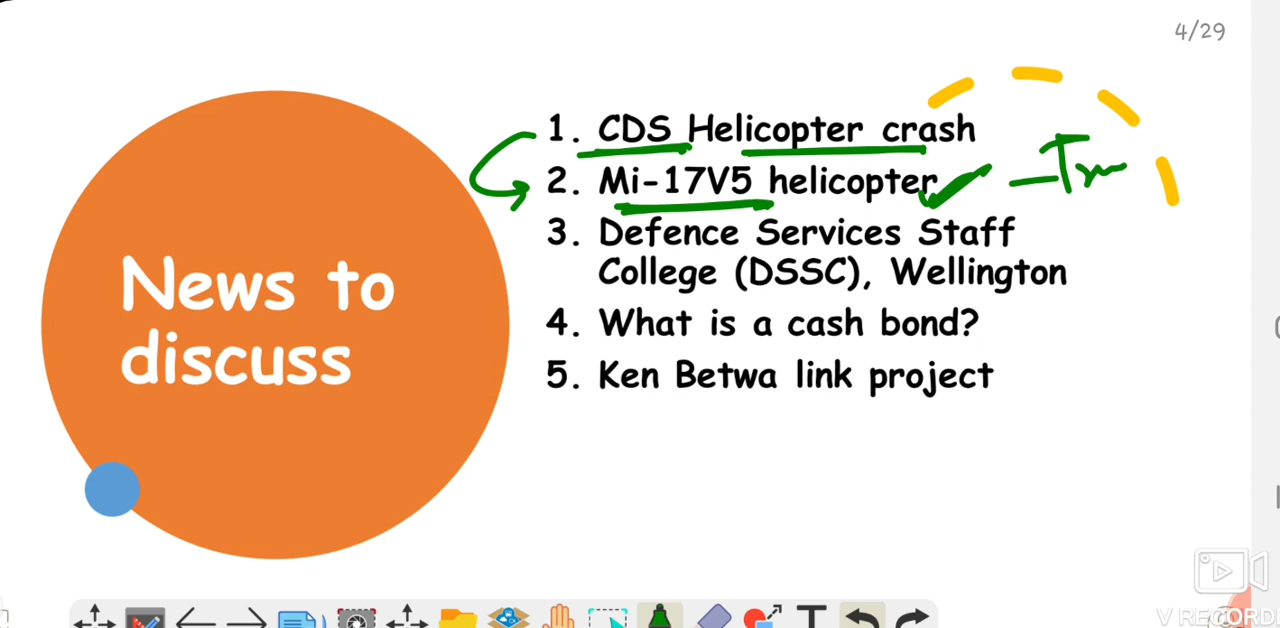 4/29
News to
discuss
1. CDS Helicopter crash
2. Mi-17V5 helicopter
3. Defence Services Staff
College (DSSC), Wellington
4. What is a cash bond?
5. Ken Betwa link project
V RECORD